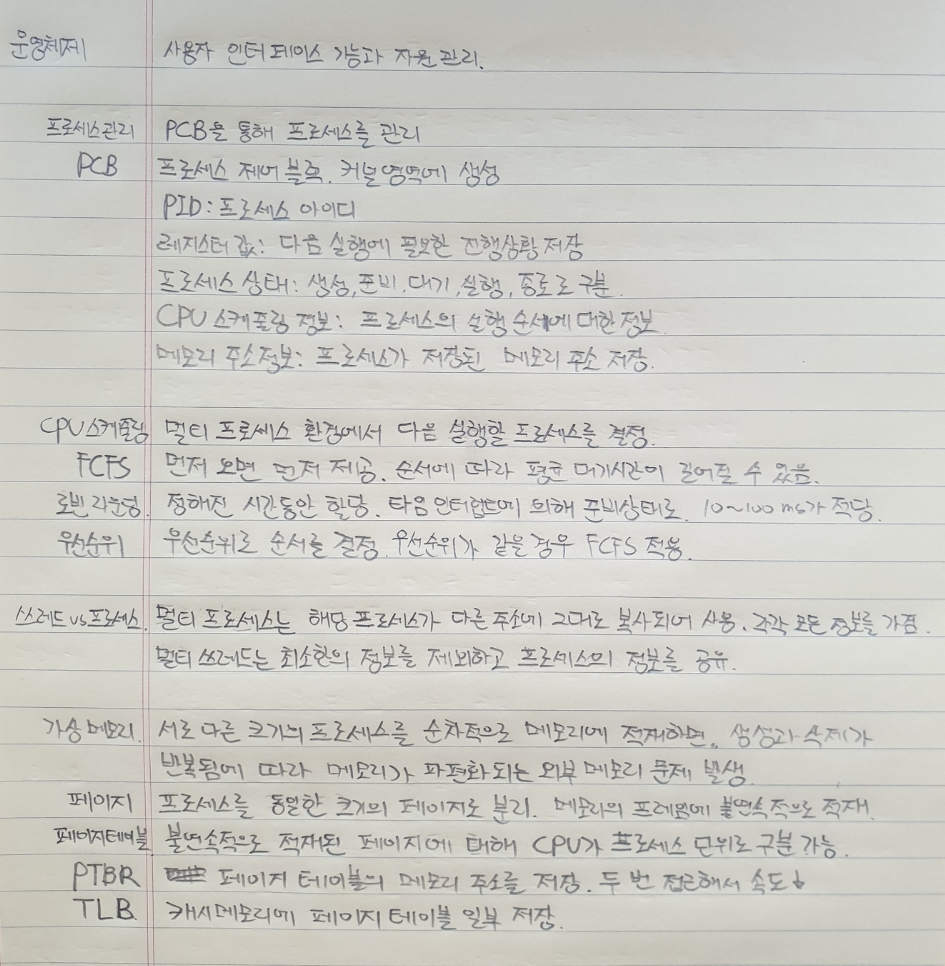 운영체제 사용자 인터페이스 기능과 자원 관리.
프로세스관리 PCB을 통해 프로세스를 관리
PCB 프로세스 제어 블록. 커널영역에 생성
PID: 프로세스 아이디
레지스터 값: 다음 실행에 필요한 진행상황 저장
프로세스 상태: 생성, 준비, 대기, 실행, 종료로 구분.
CPU 스케줄링 정보: 프로세스의 실행 순서에 대한 정보
메모리 주소정보: 프로세스가 저장된 메모리 주소 저장.
CPU스케줄링 멀티 프로세스 환경에서 다음 실행할 프로세스를 결정.
FCFS 먼저 오면 먼저 제공. 순서에 따라 평균 대기시간이 길어질 수 있음.
로빈라운딩. 정해진 시간동안 할당. 타임 인터럽트에 의해 준비상태로. 10~100ms가 적당.
우선순위 우선순위로 순서를 결정. 우선순위가 같을 경우 FCFS 적용.
쓰레드vs프로세스. 멀티 프로세스는 해당 프로세스가 다른 주소에 그대로 복사되어 사용. 각각 모든 정보를 가짐.
멀티 쓰레드는 최소한의 정보를 제외하고 프로세스의 정보를 공유.
가상메모리. 서로 다른 크기의 프로세스를 순차적으로 메모리에 적재하면, 생성과 삭제가
반복됨에 따라 메모리가 파편화되는 외부 메모리 문제 발생.
페이지 프로세스를 동일한 크기의 페이지로 분리. 메모리의 프레임에 불연속적으로 적재.
페이지테이블 불연속적으로 적재된 페이지에 대해 CPU가 프로세스 단위로 구분 가능.
PTBR 페이지 테이블의 메모리 주소를 저장. 두 번 접근해서 속도↓
TLB 캐시메모리에 페이지 테이블 일부 저장.